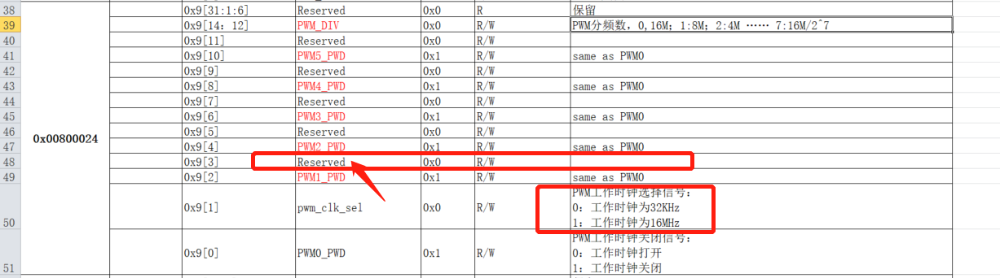 38 0x9[31:1:6] Reserved 0x0 R 保留
39 0x9[14: 12] PWM_DIV 0x0 R/W PWM分频数，0,16M；1:8M；2:4M …… 7:16M/2^7
40 0x9[11] Reserved 0x0 R/W
41 0x9[10] PWM5_PWD 0x1 R/W same as PWM0
42 0x9[9] Reserved 0x0 R/W
43 0x9[8] PWM4_PWD 0x1 R/W same as PWM0
44 0x9[7] Reserved 0x0 R/W
45 0x9[6] PWM3_PWD 0x1 R/W same as PWM0
46 0x9[5] Reserved 0x0 R/W
0x00800024
47 0x9[4] PWM2_PWD 0x1 R/W same as PWM0
48 0x9[3] Reserved 0x0 R/W
49 0x9[2] PWM1_PWD 0x1 R/W same as PWM0
PWM工作时钟选择信号：
50 0x9[1] pwm_clk_sel 0x0 R/W 0：工作时钟为32KHz
1：工作时钟为16MHz
PWM工作时钟关闭信号：
51 0x9[0] PWM0_PWD 0x1 R/W 0：工作时钟打开
1：工作时钟关闭